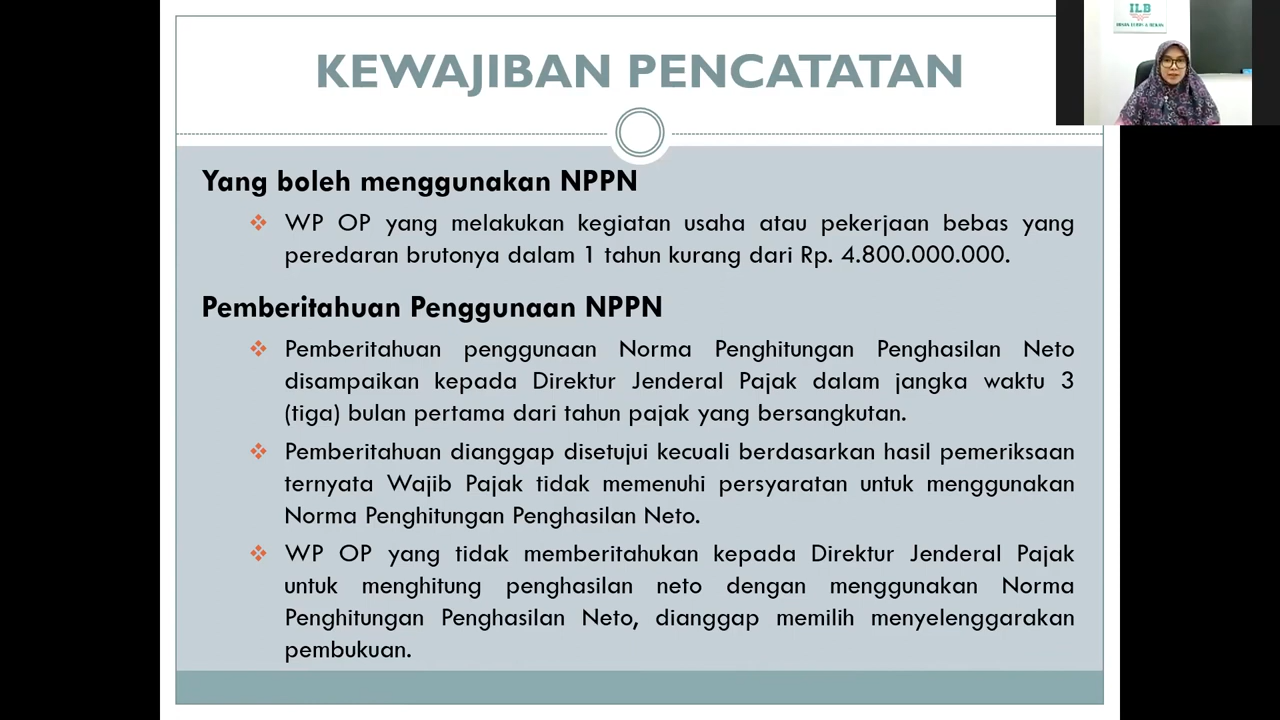 KEWAJIBAN PENCATATAN
ILB
Yang boleh menggunakan NPPN
WP OP yang melakukan kegiatan usaha atau pekerjaan bebas yang
peredaran brutonya dalam 1 tahun kurang dari Rp. 4.800.000.000.
Pemberitahuan Penggunaan NPPN
Pemberitahuan penggunaan Norma Penghitungan Penghasilan Neto
disampaikan kepada Direktur Jenderal Pajak dalam jangka waktu 3
(tiga) bulan pertama dari tahun pajak yang bersangkutan.
Pemberitahuan dianggap disetujui kecuali berdasarkan hasil pemeriksaan
ternyata Wajib Pajak tidak memenuhi persyaratan untuk menggunakan
Norma Penghitungan Penghasilan Neto.
WP OP yang tidak memberitahukan kepada Direktur Jenderal Pajak
untuk menghitung penghasilan neto dengan menggunakan Norma
Penghitungan Penghasilan Neto, dianggap memilih menyelenggarakan
pembukuan.